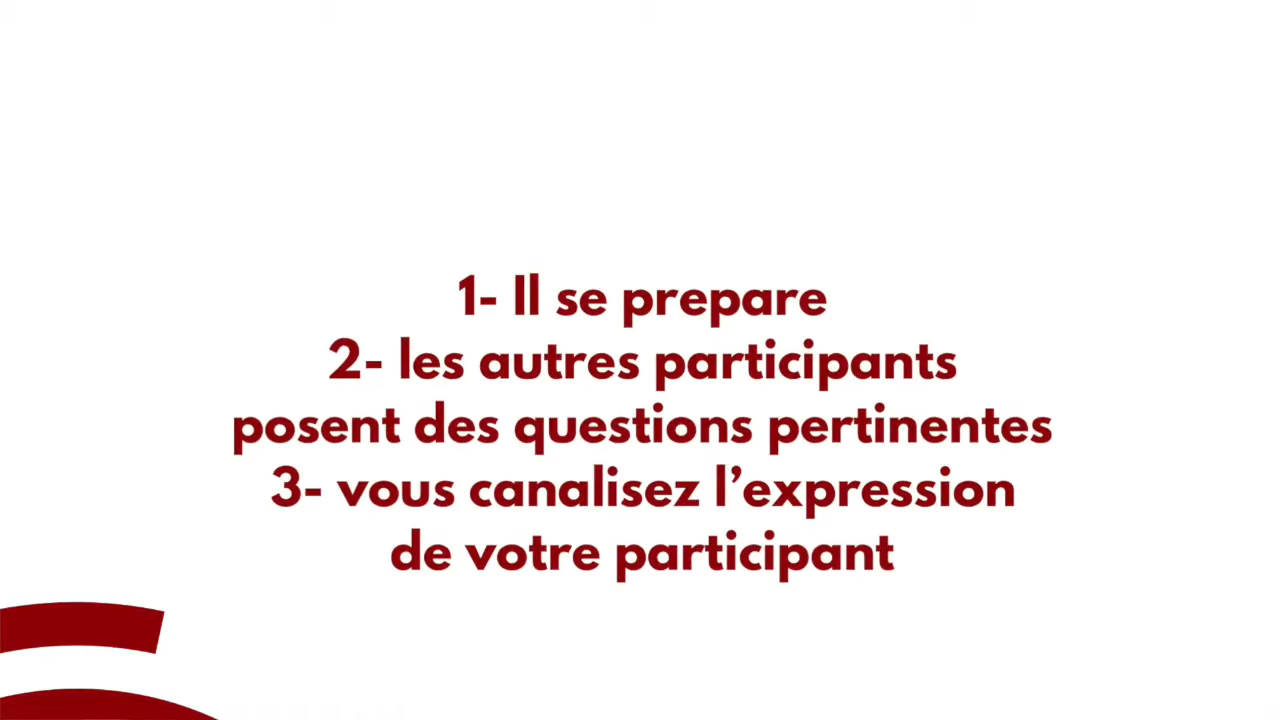 1- Il se prepare
2- les autres participants
posent des questions pertinentes
3- vous canalisez l’expression
de votre participant